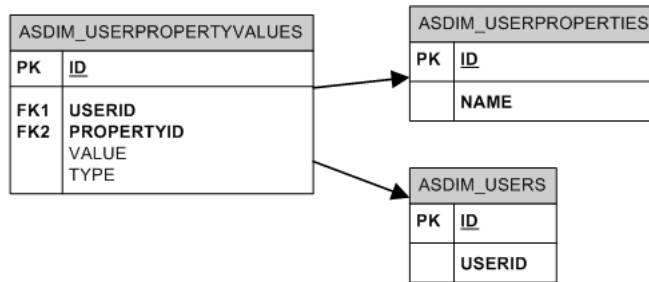 ASDIM_USERPROPERTYVALUES
PK ID
FK1 USERID
FK2 PROPERTYID
VALUE
TYPE
ASDIM_USERPROPERTIES
PK ID
NAME
ASDIM_USERS
PK ID
USERID